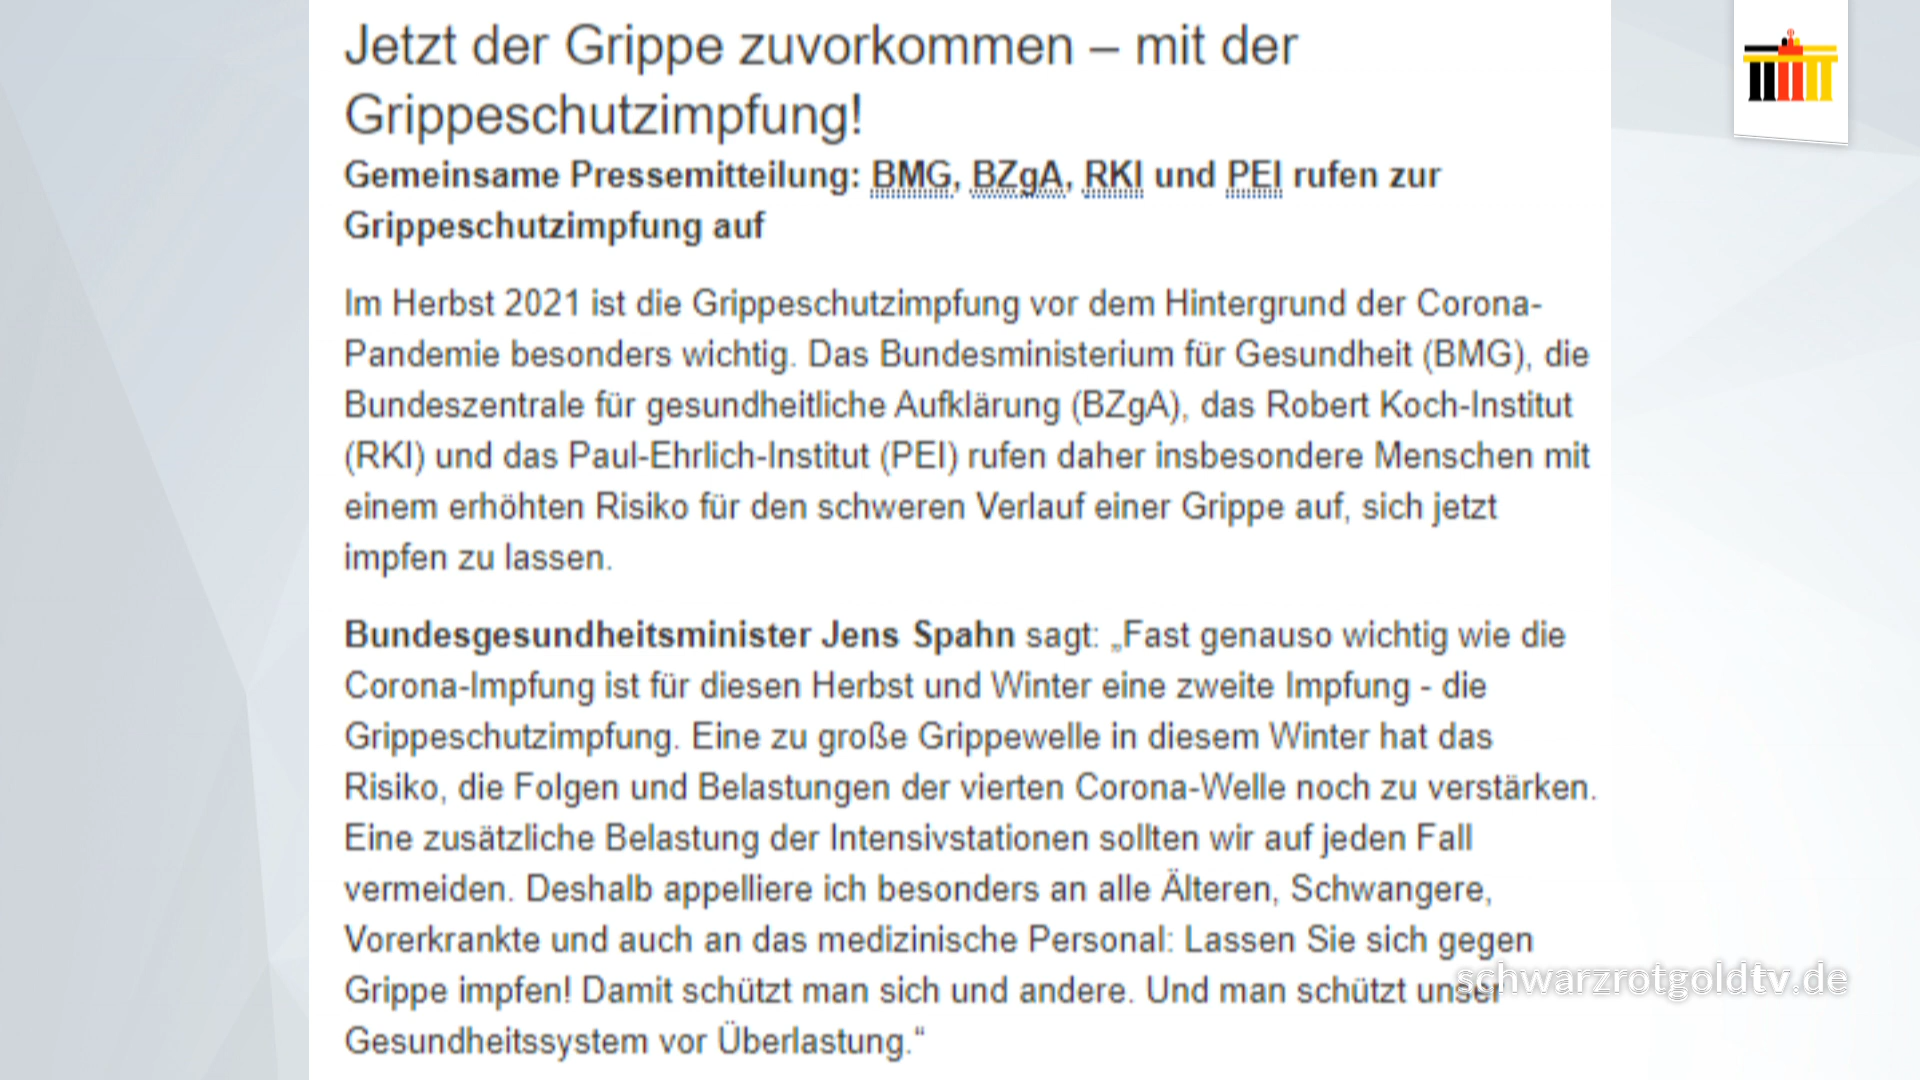 Jetzt der Grippe zuvorkommen – mit der
Grippeschutzimpfung!
Gemeinsame Pressemitteilung: BMG, BZgA, RKI und PEI rufen zur
Grippeschutzimpfung auf
Im Herbst 2021 ist die Grippeschutzimpfung vor dem Hintergrund der Corona-
Pandemie besonders wichtig. Das Bundesministerium für Gesundheit (BMG), die
Bundeszentrale für gesundheitliche Aufklärung (BZgA), das Robert Koch-Institut
(RKI) und das Paul-Ehrlich-Institut (PEI) rufen daher insbesondere Menschen mit
einem erhöhten Risiko für den schweren Verlauf einer Grippe auf, sich jetzt
impfen zu lassen.
Bundesgesundheitsminister Jens Spahn sagt: „Fast genauso wichtig wie die
Corona-Impfung ist für diesen Herbst und Winter eine zweite Impfung - die
Grippeschutzimpfung. Eine zu große Grippewelle in diesem Winter hat das
Risiko, die Folgen und Belastungen der vierten Corona-Welle noch zu verstärken.
Eine zusätzliche Belastung der Intensivstationen sollten wir auf jeden Fall
vermeiden. Deshalb appelliere ich besonders an alle Älteren, Schwangere,
Vorerkrankte und auch an das medizinische Personal: Lassen Sie sich gegen
Grippe impfen! Damit schützt man sich und andere. Und man schützt unser
Gesundheitssystem vor Überlastung.“
schwarzrotgoldtv.de